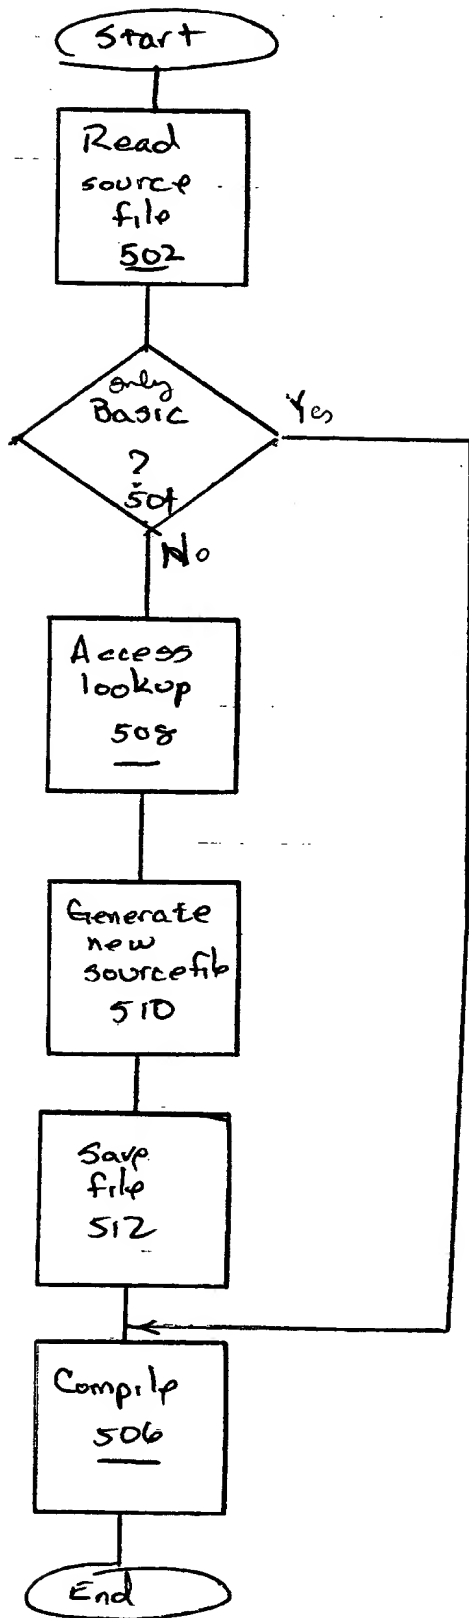 Start
Read
source
file
502
only
Basic
?
504
Yes
No
Access
lookup
508
Generate
new
sourcefile
510
Save
file
512
Compile
506
End